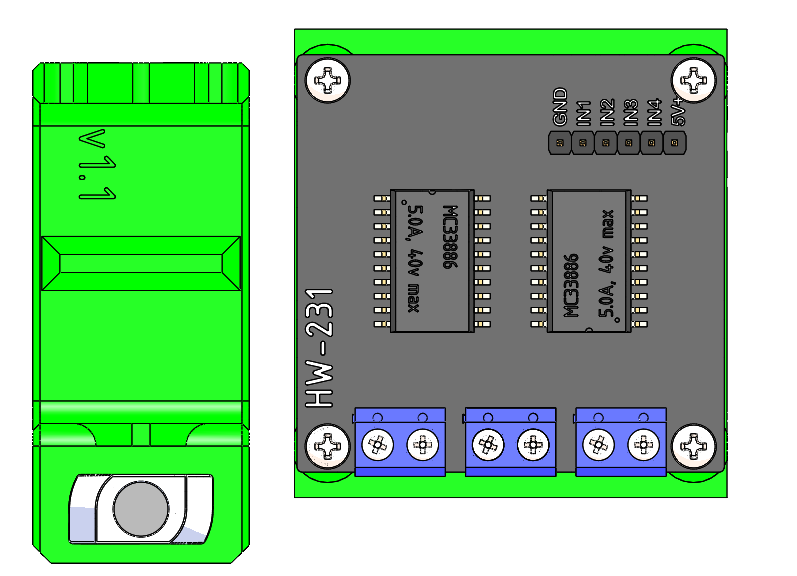 v 1.1
GND
IN1
IN2
IN3
IN4
5V+
MC33886
5.0A, 40v max
MC33886
5.0A, 40v max
HW-231